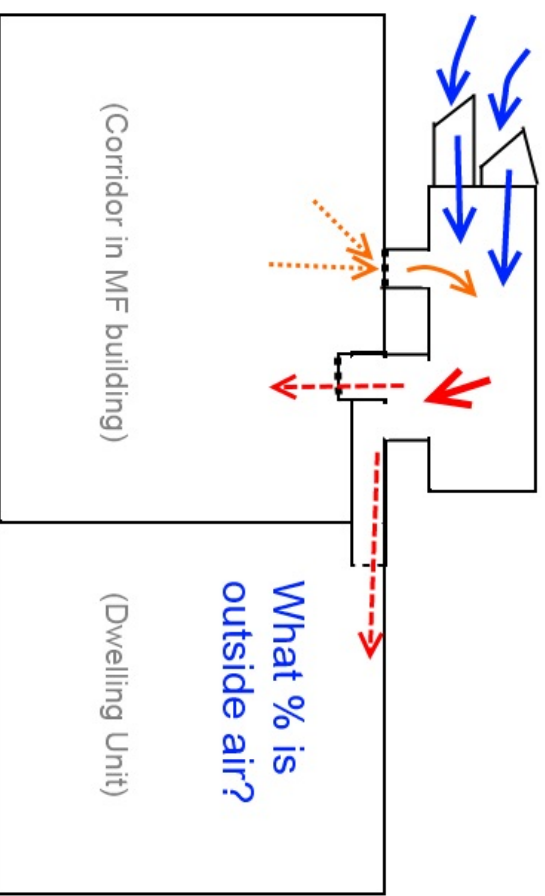 (Corridor in MF building)
What % is
outside air?
(Dwelling Unit)